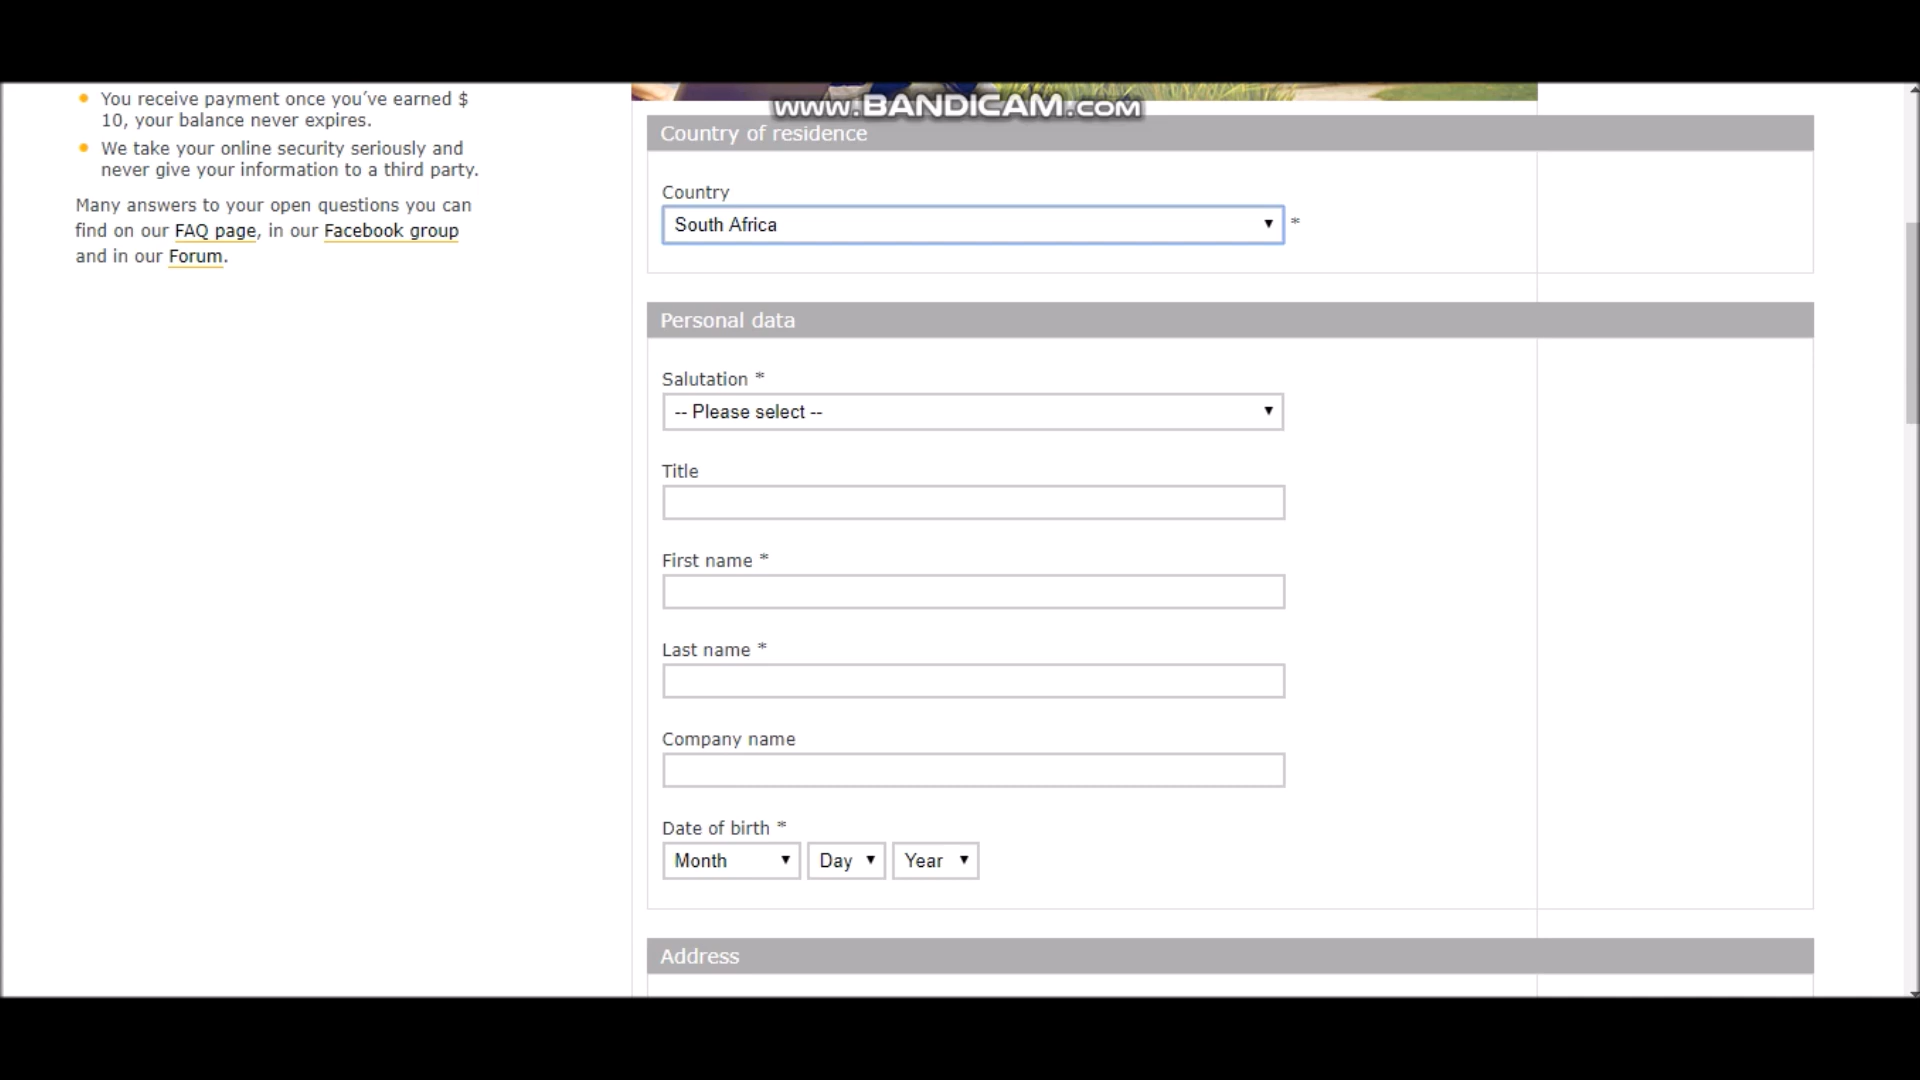 You receive payment once you've earned $
10, your balance never expires.
We take your online security seriously and
never give your information to a third party.
Many answers to your open questions you can
find on our FAQ page, in our Facebook group
and in our Forum.
www.BANDICAM.com
Country of residence
Country
South Africa
*
Personal data
Salutation *
-- Please select --
Title
First name *
Last name *
Company name
Date of birth *
Month Day Year
Address